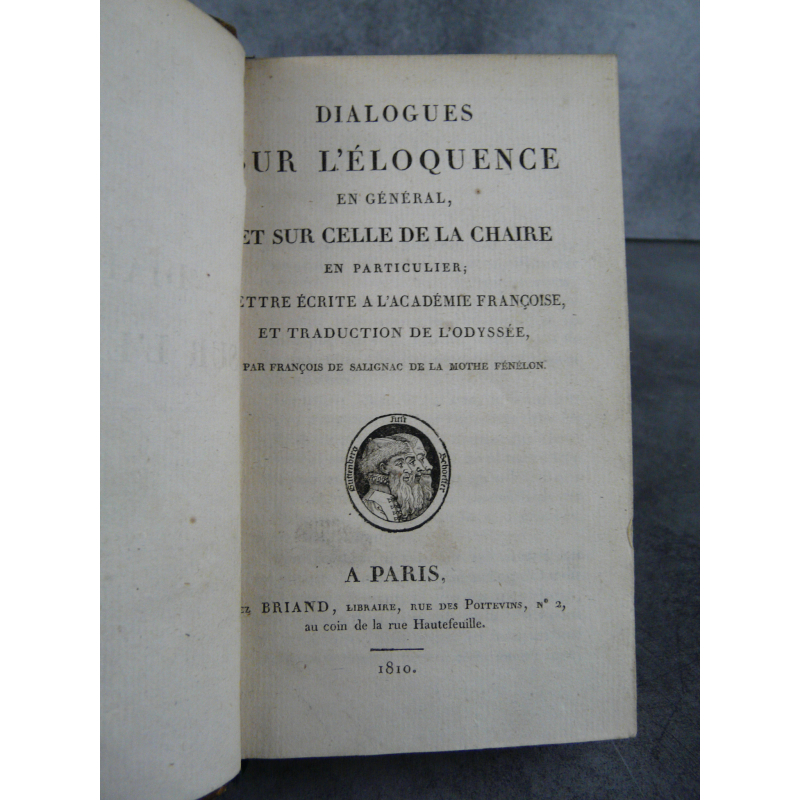 DIALOGUES
SUR L'ÉLOQUENCE
EN GÉNÉRAL,
ET SUR CELLE DE LA CHAIRE
EN PARTICULIER;
LETTRE ÉCRITE A L'ACADÉMIE FRANÇOISE,
ET TRADUCTION DE L'ODYSSÉE,
PAR FRANÇOIS DE SALIGNAC DE LA MOTHE FÉNÉLON.
Fust
Guttenberg
Schoeffer
A PARIS,
BRIAND, LIBRAIRE, RUE DES POITEVINS, N° 2,
au coin de la rue Hautefeuille.
1810.